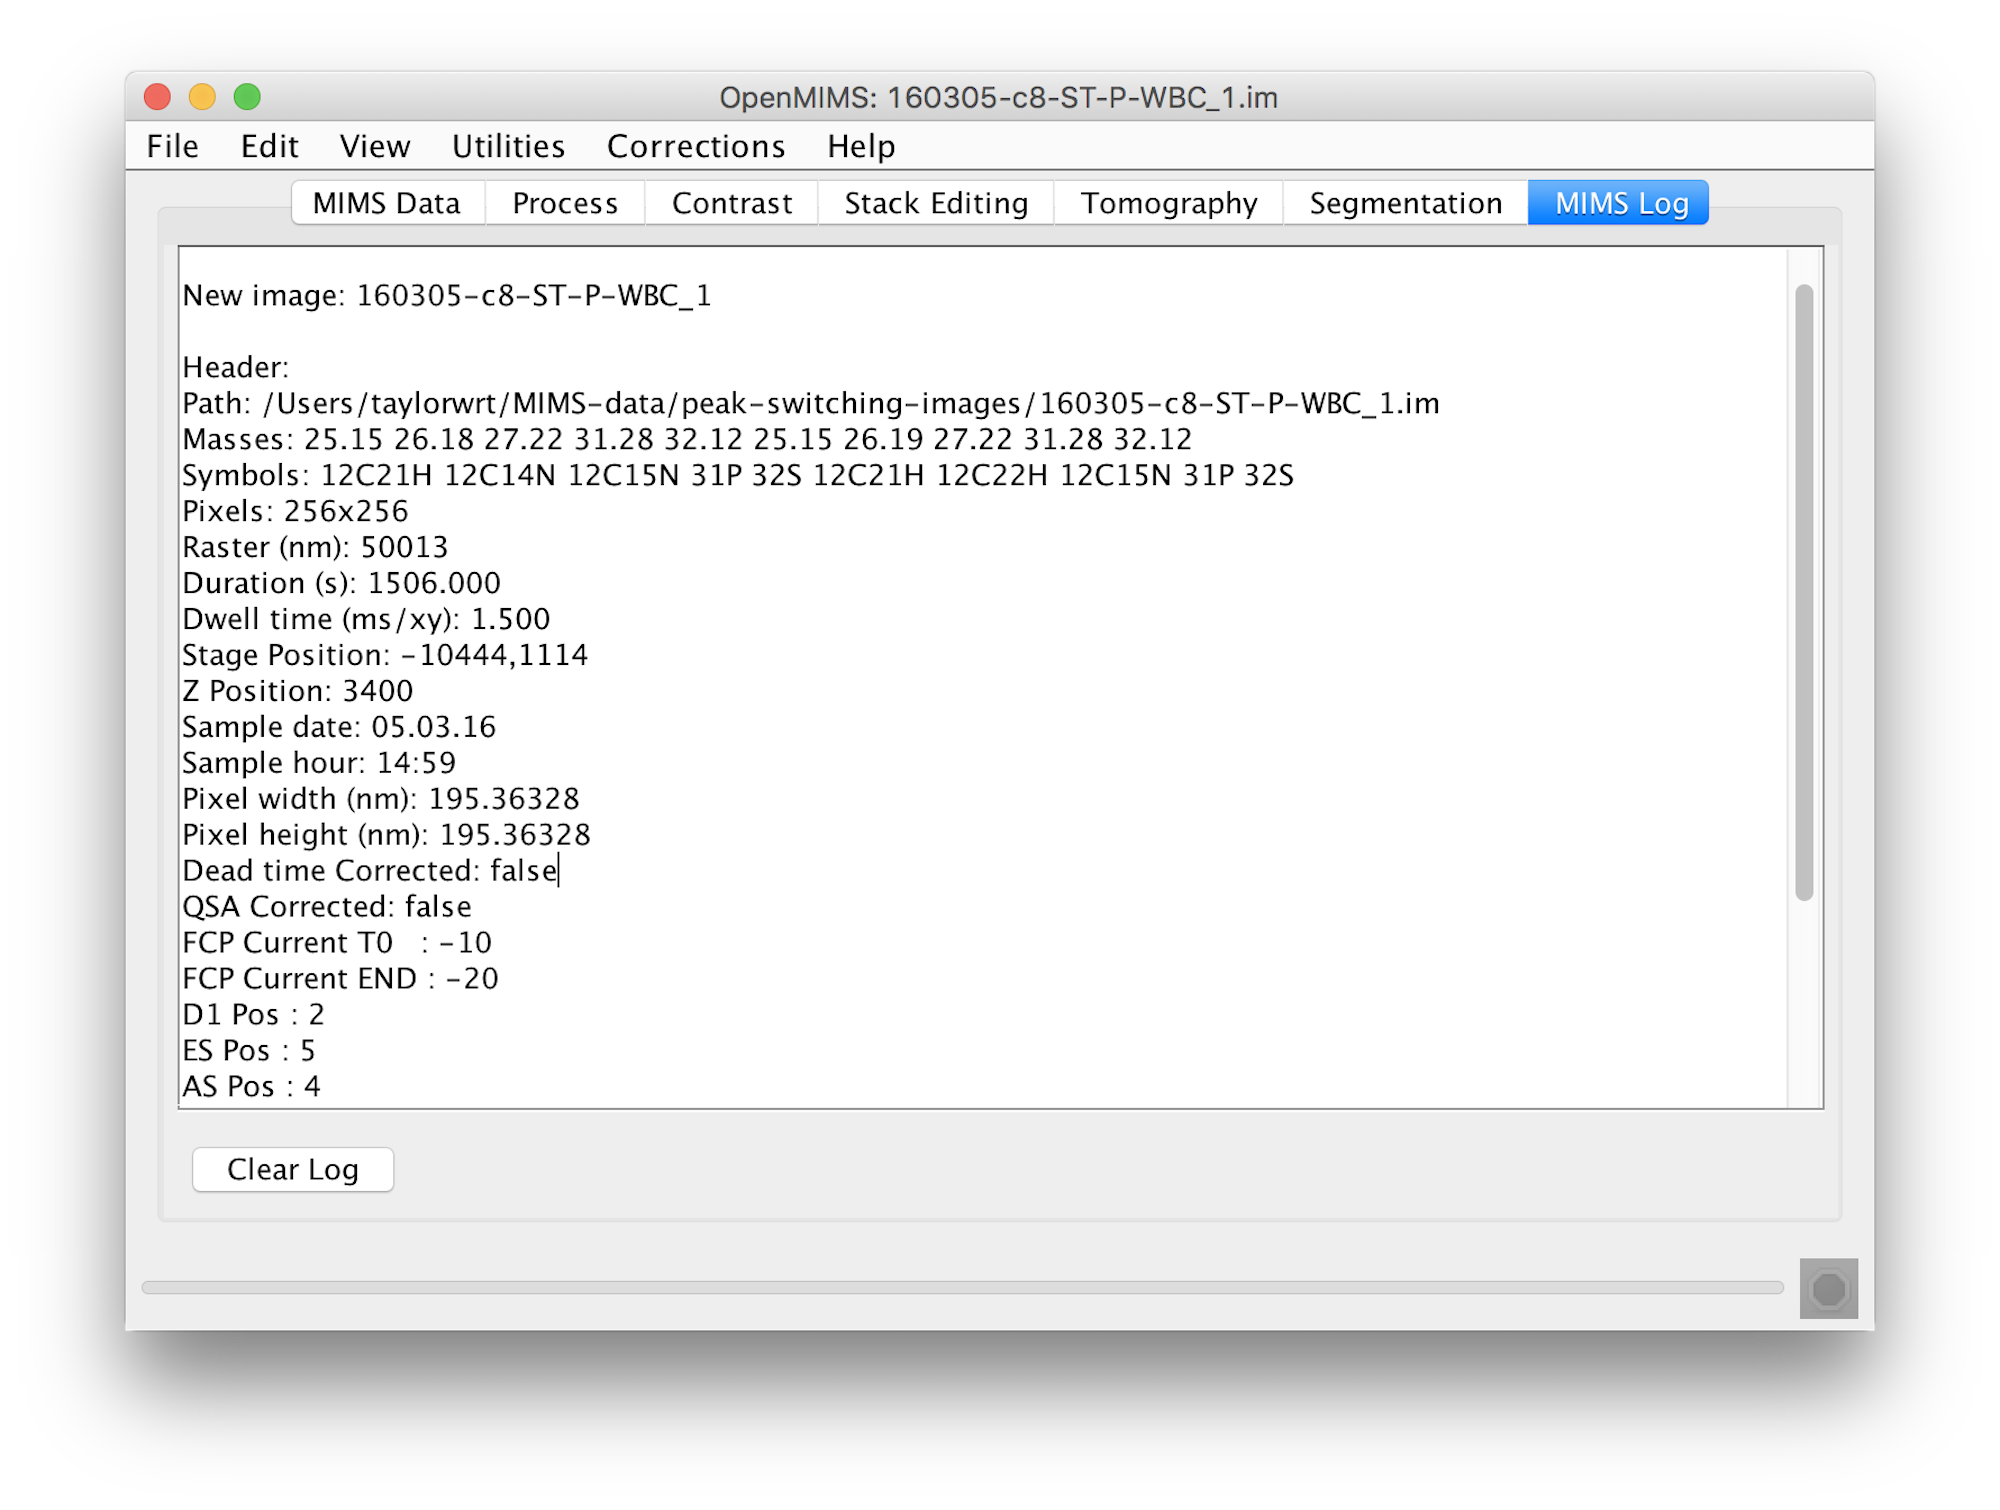 OpenMIMS: 160305-c8-ST-P-WBC_1.im
File Edit View Utilities Corrections Help
MIMS Data Process Contrast Stack Editing Tomography Segmentation MIMS Log
New image: 160305-c8-ST-P-WBC_1
Header:
Path: /Users/taylorwrt/MIMS-data/peak-switching-images/160305-c8-ST-P-WBC_1.im
Masses: 25.15 26.18 27.22 31.28 32.12 25.15 26.19 27.22 31.28 32.12
Symbols: 12C21H 12C14N 12C15N 31P 32S 12C21H 12C22H 12C15N 31P 32S
Pixels: 256x256
Raster (nm): 50013
Duration (s): 1506.000
Dwell time (ms/xy): 1.500
Stage Position: -10444,1114
Z Position: 3400
Sample date: 05.03.16
Sample hour: 14:59
Pixel width (nm): 195.36328
Pixel height (nm): 195.36328
Dead time Corrected: false
QSA Corrected: false
FCP Current T0   : -10
FCP Current END : -20
D1 Pos : 2
ES Pos : 5
AS Pos : 4
Clear Log